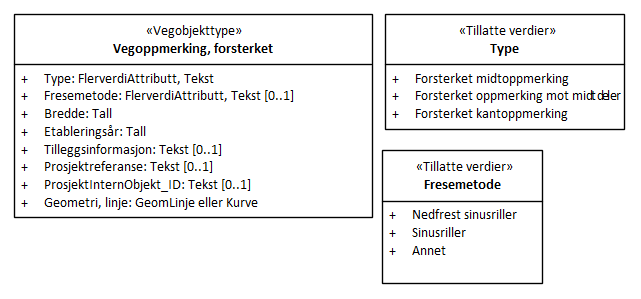 «Vegobjekttype»
Vegoppmerking, forsterket
+ Type: FlerverdiAttributt, Tekst
+ Fresemetode: FlerverdiAttributt, Tekst [0..1]
+ Bredde: Tall
+ Etableringsår: Tall
+ Tilleggsinformasjon: Tekst [0..1]
+ Prosjektreferanse: Tekst [0..1]
+ ProsjektInternObjekt_ID: Tekst [0..1]
+ Geometri, linje: GeomLinje eller Kurve
«Tillatte verdier»
Type
+ Forsterket midtoppmerking
+ Forsterket oppmerking mot midtdeler
+ Forsterket kantoppmerking
«Tillatte verdier»
Fresemetode
+ Nedfrest sinusriller
+ Sinusriller
+ Annet